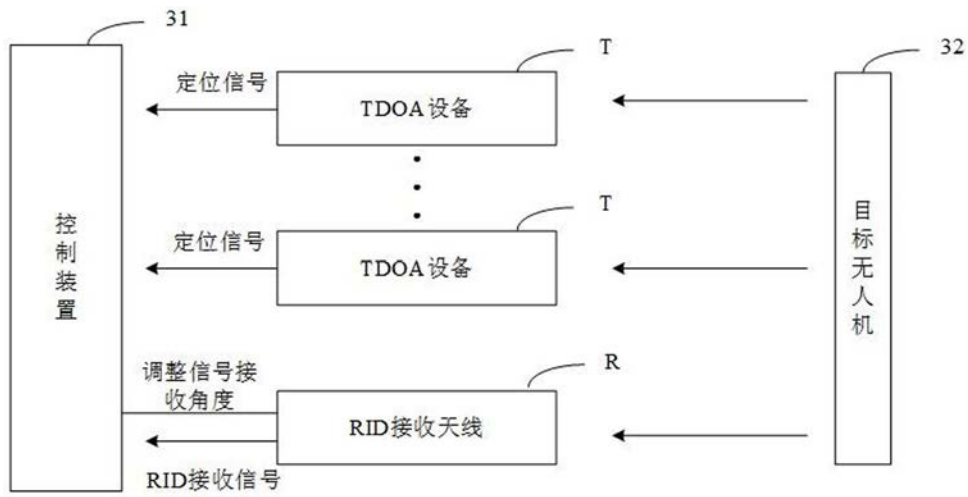 31
T
32
定位信号
TDOA设备
T
定位信号
TDOA设备
控制装置
目标无人机
调整信号接
收角度
R
RID接收天线
RID接收信号